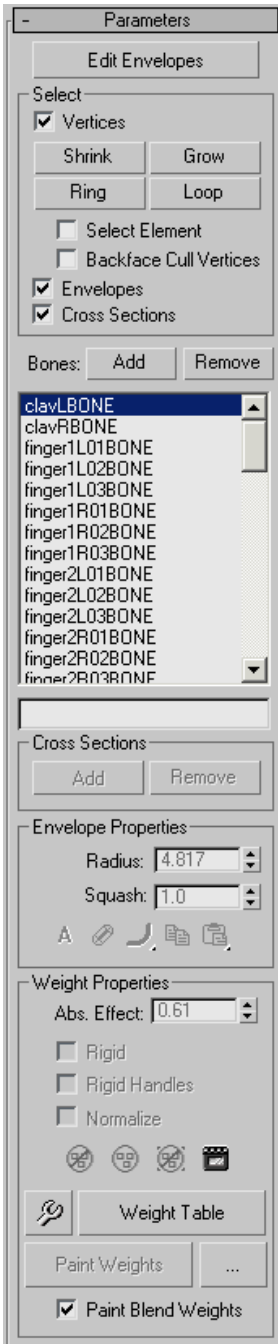 - Parameters
Edit Envelopes
Select
Vertices
Shrink Grow
Ring Loop
Select Element
Backface Cull Vertices
Envelopes
Cross Sections
Bones: Add Remove
clavLBONE
clavRBONE
finger1L01BONE
finger1L02BONE
finger1L03BONE
finger1R01BONE
finger1R02BONE
finger1R03BONE
finger2L01BONE
finger2L02BONE
finger2L03BONE
finger2R01BONE
finger2R02BONE
finger2R03BONE
Cross Sections
Add Remove
Envelope Properties
Radius: 4.817
Squash: 1.0
A
Weight Properties
Abs. Effect: 0.61
Rigid
Rigid Handles
Normalize
Weight Table
Paint Weights ...
Paint Blend Weights